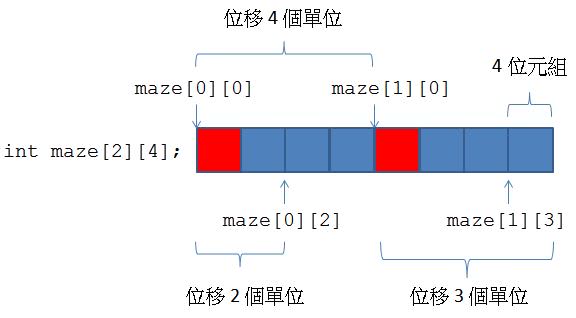 位移 4 個單位
4 位元組
maze[0][0]
maze[1][0]
int maze[2][4];
maze[0][2]
maze[1][3]
位移 2 個單位
位移 3 個單位